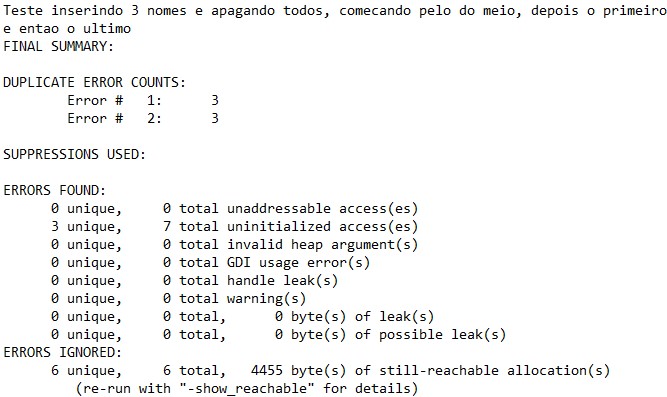 Teste inserindo 3 nomes e apagando todos, comecando pelo do meio, depois o primeiro
e entao o ultimo
FINAL SUMMARY:
DUPLICATE ERROR COUNTS:
Error # 1: 3
Error # 2: 3
SUPPRESSIONS USED:
ERRORS FOUND:
0 unique, 0 total unaddressable access(es)
3 unique, 7 total uninitialized access(es)
0 unique, 0 total invalid heap argument(s)
0 unique, 0 total GDI usage error(s)
0 unique, 0 total handle leak(s)
0 unique, 0 total warning(s)
0 unique, 0 total, 0 byte(s) of leak(s)
0 unique, 0 total, 0 byte(s) of possible leak(s)
ERRORS IGNORED:
6 unique, 6 total, 4455 byte(s) of still-reachable allocation(s)
(re-run with "-show_reachable" for details)